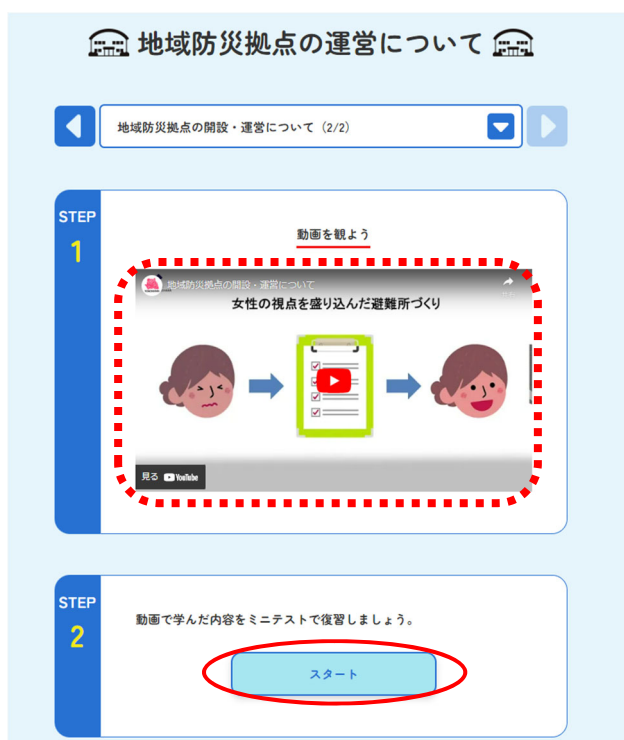 地域防災拠点の運営について
地域防災拠点の開設・運営について (2/2)
STEP
1
動画を観よう
地域防災拠点の開設・運営について
女性の視点を盛り込んだ避難所づくり
見る YouTube
STEP
2
動画で学んだ内容をミニテストで復習しましょう。
スタート